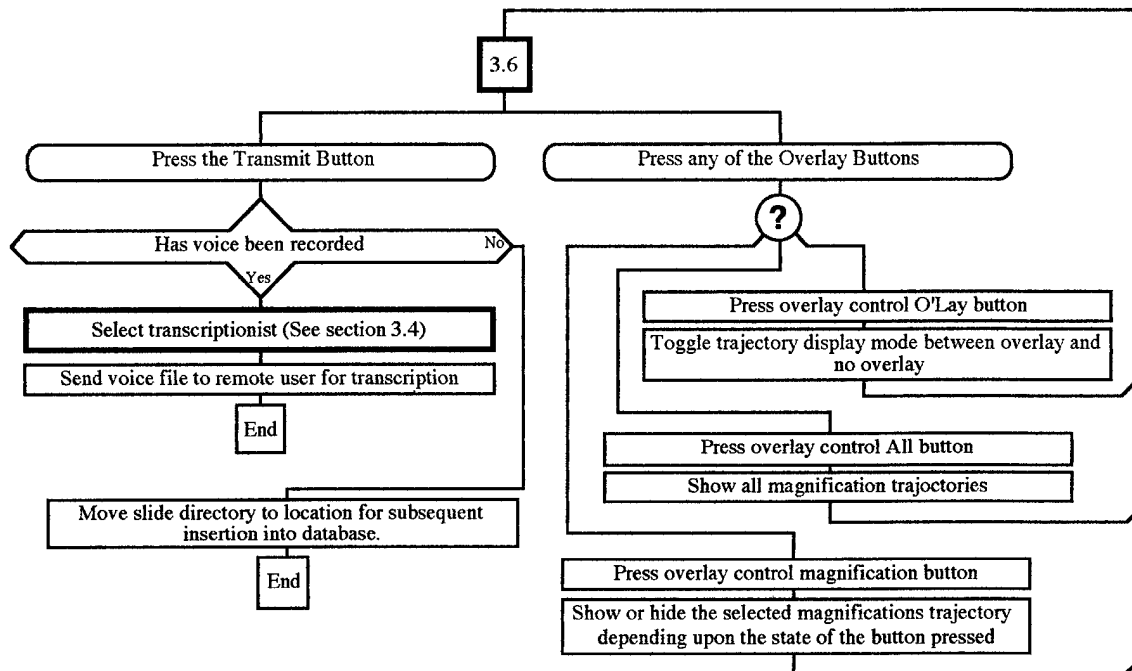 3.6
Press the Transmit Button
Press any of the Overlay Buttons
?
Has voice been recorded
No
Yes
Select transcriptionist (See section 3.4)
Send voice file to remote user for transcription
End
Move slide directory to location for subsequent
insertion into database.
End
Press overlay control O'Lay button
Toggle trajectory display mode between overlay and
no overlay
Press overlay control All button
Show all magnification trajoctories
Press overlay control magnification button
Show or hide the selected magnifications trajectory
depending upon the state of the button pressed